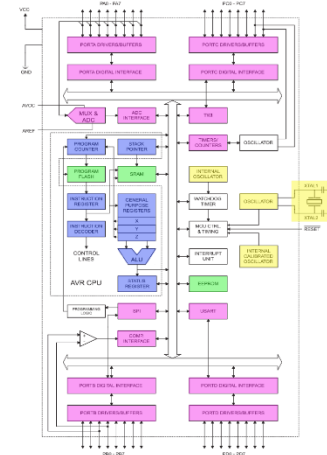 PA0 - PA7
PC0 - PC7
VCC
PORTA DRIVERS/BUFFERS
PORTC DRIVERS/BUFFERS
GND
PORTA DIGITAL INTERFACE
PORTC DIGITAL INTERFACE
AVCC
MUX &
ADC
ADC
INTERFACE
TWI
AREF
PROGRAM
COUNTER
STACK
POINTER
TIMERS/
COUNTERS
OSCILLATOR
PROGRAM
FLASH
SRAM
INTERNAL
OSCILLATOR
XTAL1
INSTRUCTION
REGISTER
GENERAL
PURPOSE
REGISTERS
WATCHDOG
TIMER
OSCILLATOR
X
Y
Z
XTAL2
INSTRUCTION
DECODER
MCU CTRL.
& TIMING
RESET
CONTROL
LINES
ALU
INTERRUPT
UNIT
INTERNAL
CALIBRATED
OSCILLATOR
AVR CPU
STATUS
REGISTER
EEPROM
PROGRAMMING
LOGIC
SPI
USART
+
-
COMP.
INTERFACE
PORTB DIGITAL INTERFACE
PORTD DIGITAL INTERFACE
PORTB DRIVERS/BUFFERS
PORTD DRIVERS/BUFFERS
PB0 - PB7
PD0 - PD7